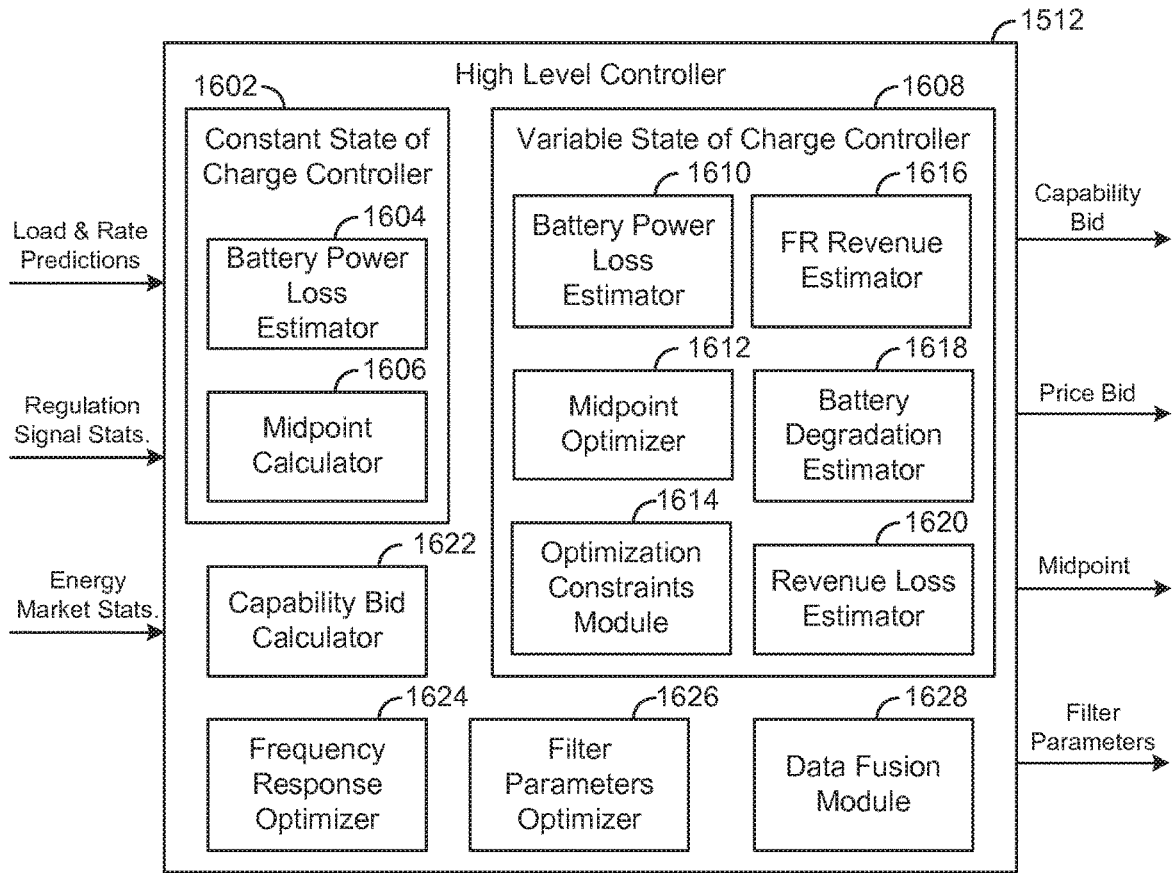 1512
High Level Controller
1602
Constant State of
Charge Controller
1604
Battery Power
Loss
Estimator
1606
Midpoint
Calculator
1608
Variable State of Charge Controller
1610
Battery Power
Loss
Estimator
1616
FR Revenue
Estimator
1612
Midpoint
Optimizer
1618
Battery
Degradation
Estimator
1614
Optimization
Constraints
Module
1620
Revenue Loss
Estimator
1622
Capability Bid
Calculator
1624
Frequency
Response
Optimizer
1626
Filter
Parameters
Optimizer
1628
Data Fusion
Module
Load & Rate
Predictions
Regulation
Signal Stats.
Energy
Market Stats.
Capability
Bid
Price Bid
Midpoint
Filter
Parameters